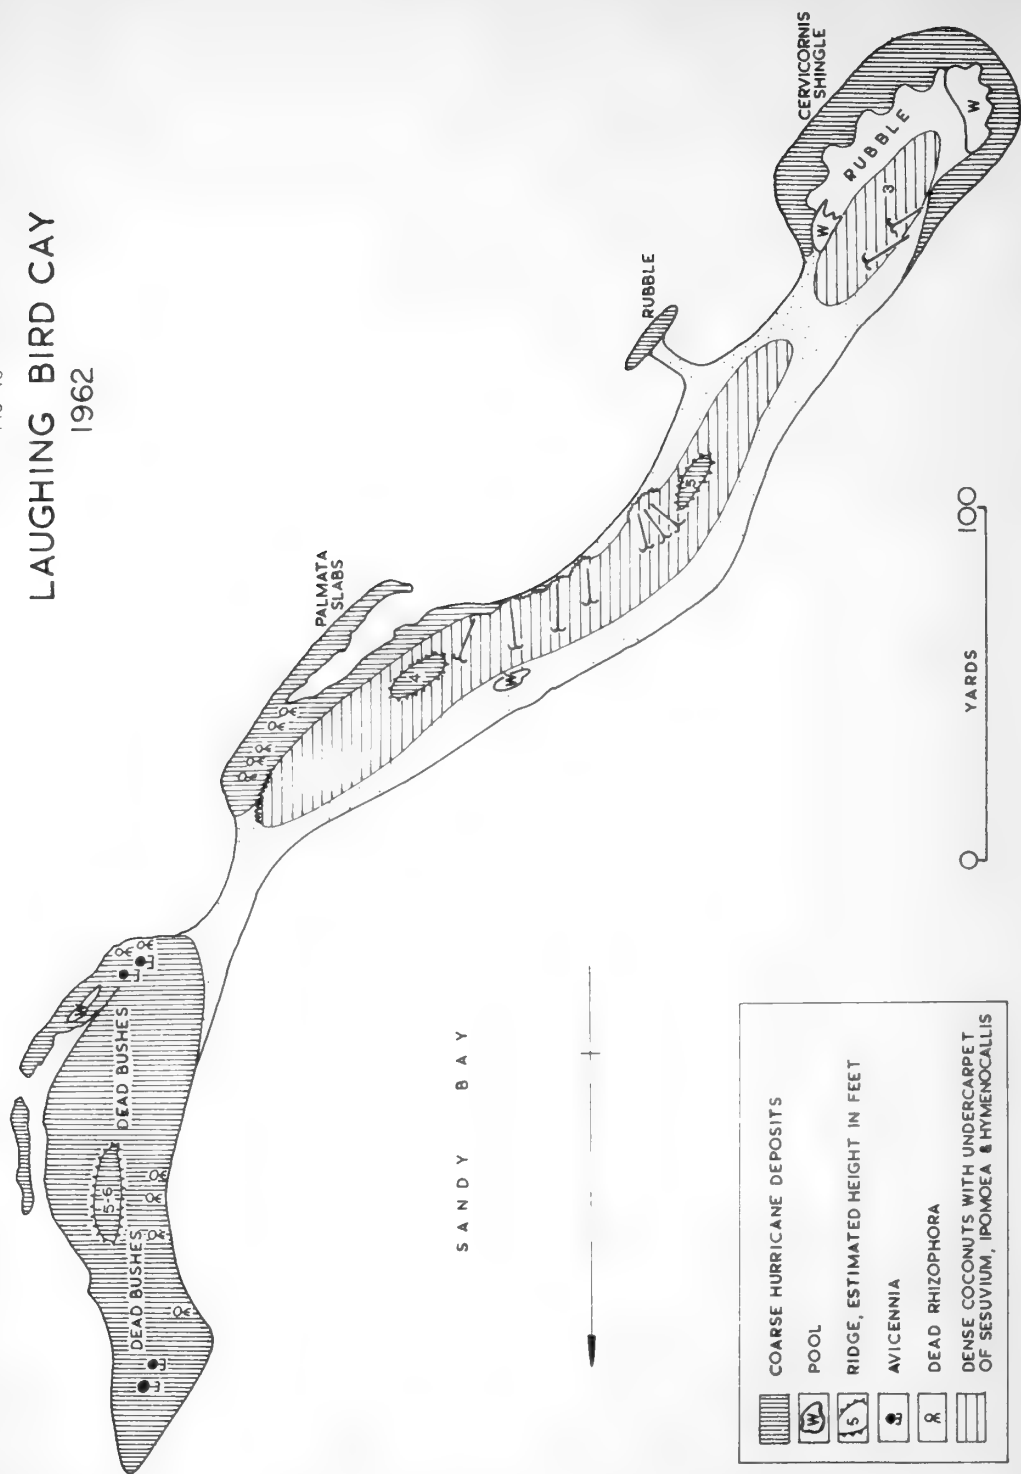 LAUGHING BIRD CAY
1962
CERVICORNIS
SHINGLE
RUBBLE
W
W
3
RUBBLE
5
PALMATA
SLABS
4
W
W
DEAD BUSHES
5-6
DEAD BUSHES
SANDY BAY
0 100
YARDS
COARSE HURRICANE DEPOSITS
W POOL
5 RIDGE, ESTIMATED HEIGHT IN FEET
AVICENNIA
DEAD RHIZOPHORA
DENSE COCONUTS WITH UNDERCARPET
OF SESUVIUM, IPOMOEA & HYMENOCALLIS